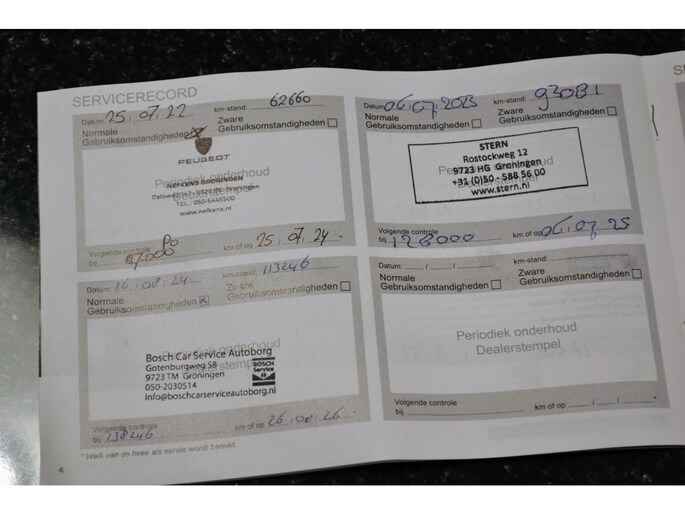 SERVICERECORD
Datum: 25.07.22 km-stand: 62660
Normale Gebruiksomstandigheden
Zware Gebruiksomstandigheden
PEUGEOT
Periodiek onderhoud
NEFKENS GRONINGEN
Dealerstempel
TEL.: 050-5445500
www.nefkens.nl
Volgende controle
bij km of op 25.07.24.
Datum: 06.07.2023 km-stand: 93081
Normale Gebruiksomstandigheden
Zware Gebruiksomstandigheden
STERN
Rostockweg 12
9723 HG Groningen
+31 (0)50 - 588 56 00
www.stern.nl
Volgende controle
bij 128000 km of op 06.07.25
Datum: 26.08.24 km-stand: 113246
Normale Gebruiksomstandigheden
Zware Gebruiksomstandigheden
Periodiek onderhoud
Bosch Car Service Autoborg
Gotenburgweg 58
9723 TM Groningen
050-2030514
info@boschcarserviceautoborg.nl
BOSCH
Service
Volgende controle
bij 138246 km of op 26.08.26
Datum: / / km-stand:
Normale Gebruiksomstandigheden
Zware Gebruiksomstandigheden
Periodiek onderhoud
Dealerstempel
Volgende controle
bij km of op / /
* Welk van de twee als eerste wordt bereikt.
4